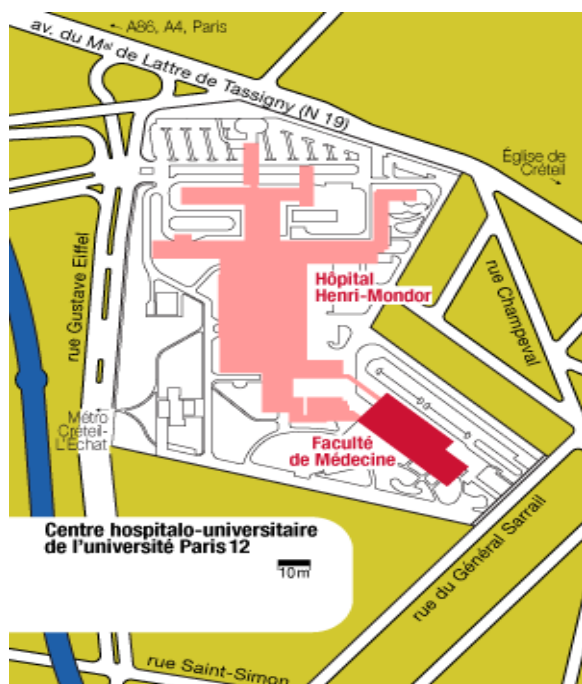 A86, A4, Paris
av. du Mal de Lattre de Tassigny (N 19)
Église de
Créteil
rue Gustave Eiffel
Hôpital
Henri-Mondor
rue Champeval
Métro
Créteil-
L'Échat
Faculté
de Médecine
Centre hospitalo-universitaire
de l'université Paris 12
10m
rue du Général Sarrail
rue Saint-Simon